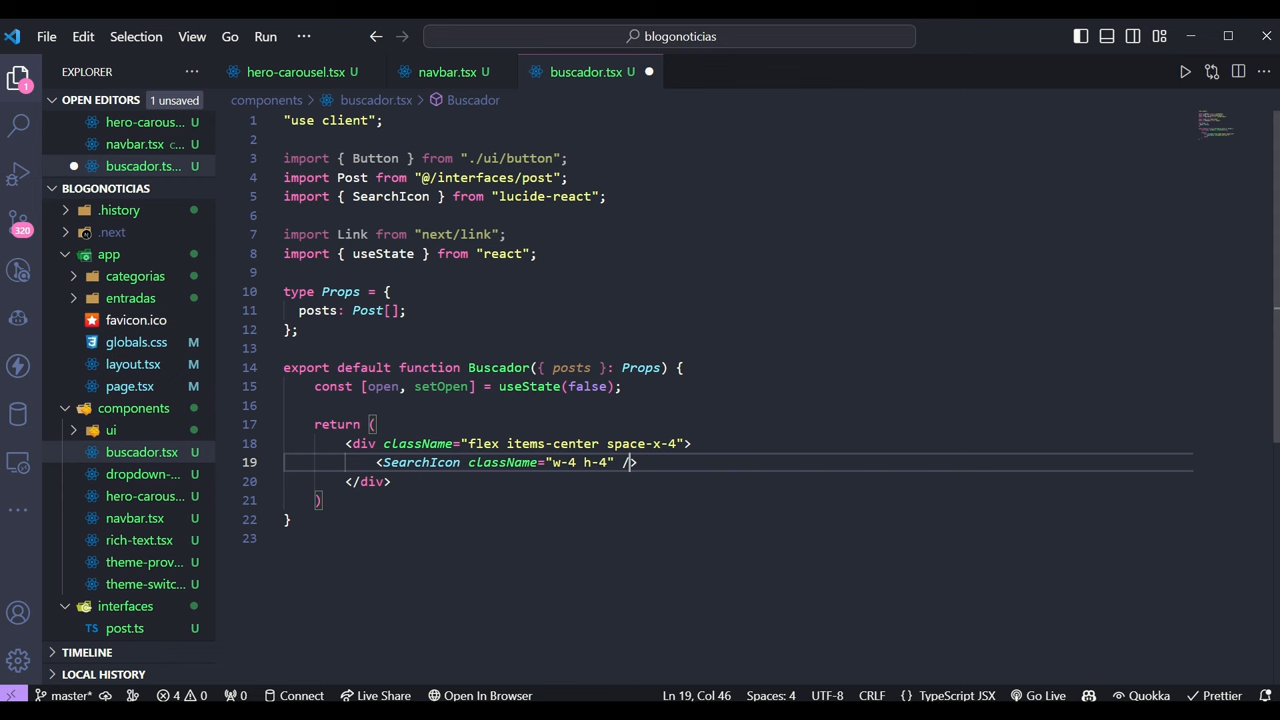 File Edit Selection View Go Run ··· blogonoticias
EXPLORER ···
hero-carousel.tsx U navbar.tsx U buscador.tsx U
OPEN EDITORS 1 unsaved
hero-carous... U
navbar.tsx c... U
buscador.ts... U
BLOGONOTICIAS
.history
.next
app
categorias
entradas
favicon.ico
globals.css M
layout.tsx M
page.tsx M
components
ui
buscador.tsx U
dropdown-... U
hero-carous... U
navbar.tsx U
rich-text.tsx U
theme-prov... U
theme-switc... U
interfaces
TS post.ts U
TIMELINE
LOCAL HISTORY
1
320
components > buscador.tsx > Buscador
1 "use client";
2
3 import { Button } from "./ui/button";
4 import Post from "@/interfaces/post";
5 import { SearchIcon } from "lucide-react";
6
7 import Link from "next/link";
8 import { useState } from "react";
9
10 type Props = {
11 posts: Post[];
12 };
13
14 export default function Buscador({ posts }: Props) {
15 const [open, setOpen] = useState(false);
16
17 return (
18 <div className="flex items-center space-x-4">
19 <SearchIcon className="w-4 h-4" />
20 </div>
21 )
22 }
23
master* 4 0 0 Connect Live Share Open In Browser Ln 19, Col 46 Spaces: 4 UTF-8 CRLF {} TypeScript JSX Go Live Quokka Prettier